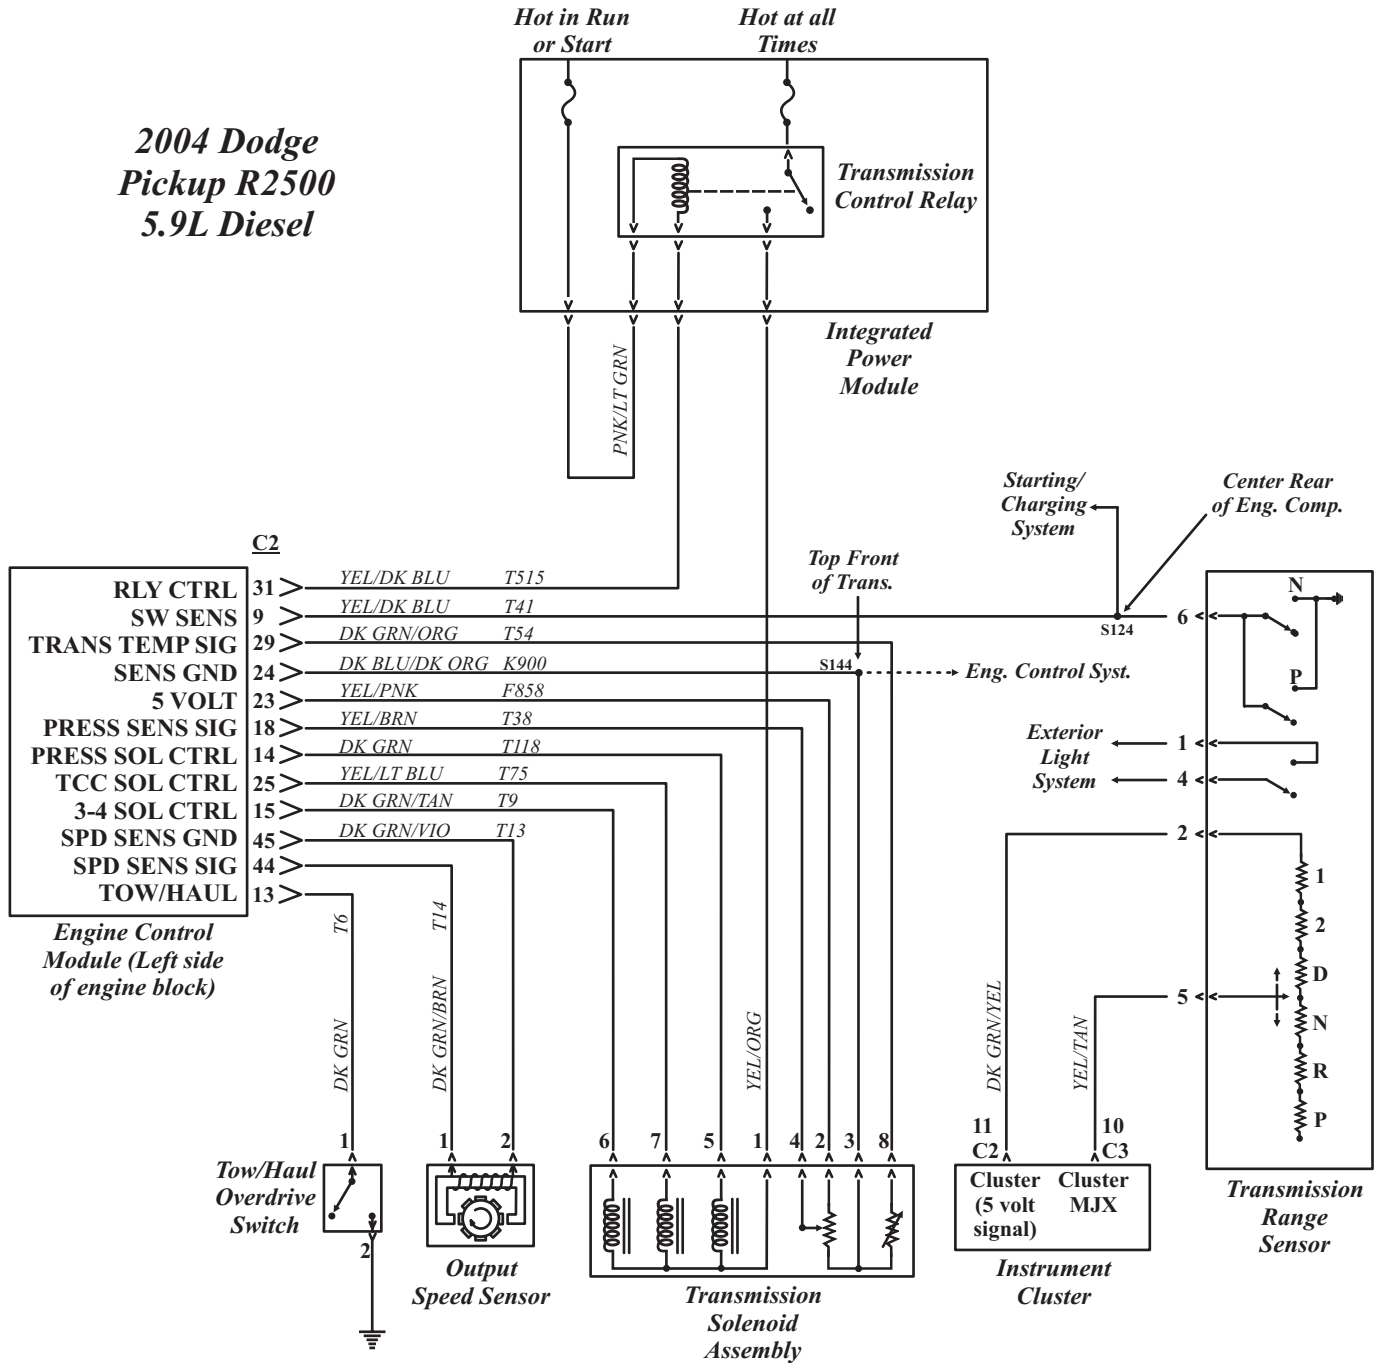 Hot in Run
or Start
Hot at all
Times
2004 Dodge
Pickup R2500
5.9L Diesel
Transmission
Control Relay
Integrated
Power
Module
PNK/LT GRN
Starting/
Charging
System
Center Rear
of Eng. Comp.
Top Front
of Trans.
C2
RLY CTRL 31 YEL/DK BLU T515
SW SENS 9 YEL/DK BLU T41
TRANS TEMP SIG 29 DK GRN/ORG T54
SENS GND 24 DK BLU/DK ORG K900
5 VOLT 23 YEL/PNK F858
PRESS SENS SIG 18 YEL/BRN T38
PRESS SOL CTRL 14 DK GRN T118
TCC SOL CTRL 25 YEL/LT BLU T75
3-4 SOL CTRL 15 DK GRN/TAN T9
SPD SENS GND 45 DK GRN/VIO T13
SPD SENS SIG 44
TOW/HAUL 13
Engine Control
Module (Left side
of engine block)
S124
S144
Eng. Control Syst.
Exterior
Light
System
6
1
4
2
5
N
P
1
2
D
N
R
P
Transmission
Range
Sensor
T6
DK GRN
T14
DK GRN/BRN
YEL/ORG
DK GRN/YEL
YEL/TAN
1
Tow/Haul
Overdrive
Switch
2
1 2
Output
Speed Sensor
6 7 5 1 4 2 3 8
Transmission
Solenoid
Assembly
11
C2
10
C3
Cluster
(5 volt
signal)
Cluster
MJX
Instrument
Cluster